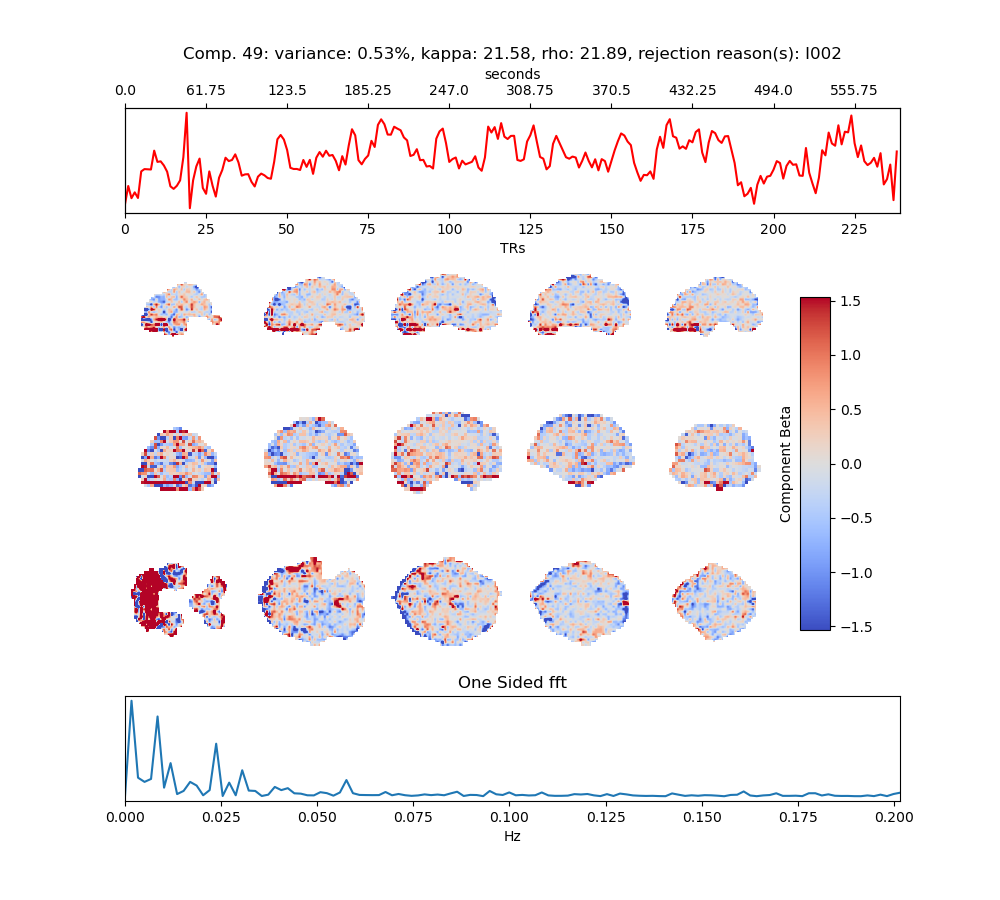 Comp. 49: variance: 0.53%, kappa: 21.58, rho: 21.89, rejection reason(s): I002
seconds
0.0 61.75 123.5 185.25 247.0 308.75 370.5 432.25 494.0 555.75
0 25 50 75 100 125 150 175 200 225
TRs
1.5
1.0
0.5
0.0
−0.5
−1.0
−1.5
Component Beta
One Sided fft
0.000 0.025 0.050 0.075 0.100 0.125 0.150 0.175 0.200
Hz